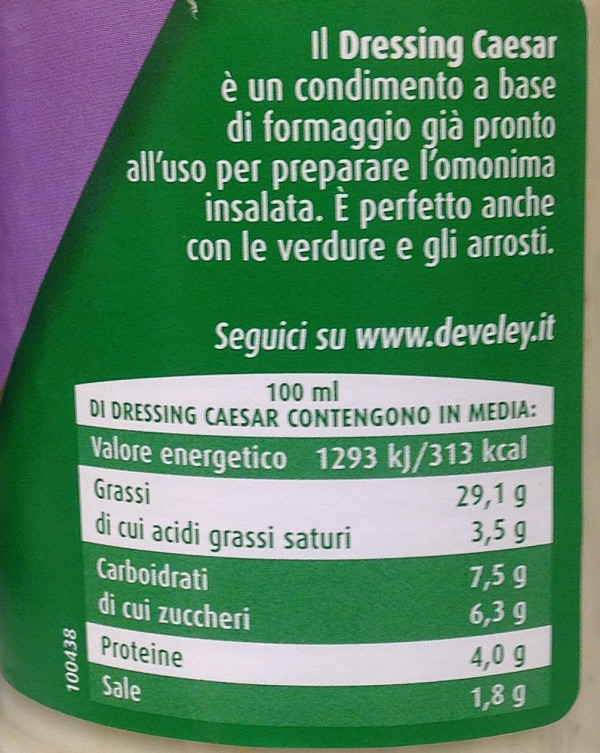 Il Dressing Caesar
è un condimento a base
di formaggio già pronto
all'uso per preparare l'omonima
insalata. È perfetto anche
con le verdure e gli arrosti.
Seguici su www.develey.it
100 ml
DI DRESSING CAESAR CONTENGONO IN MEDIA:
Valore energetico 1293 kJ/313 kcal
Grassi 29,1 g
di cui acidi grassi saturi 3,5 g
Carboidrati 7,5 g
di cui zuccheri 6,3 g
Proteine 4,0 g
Sale 1,8 g
100438